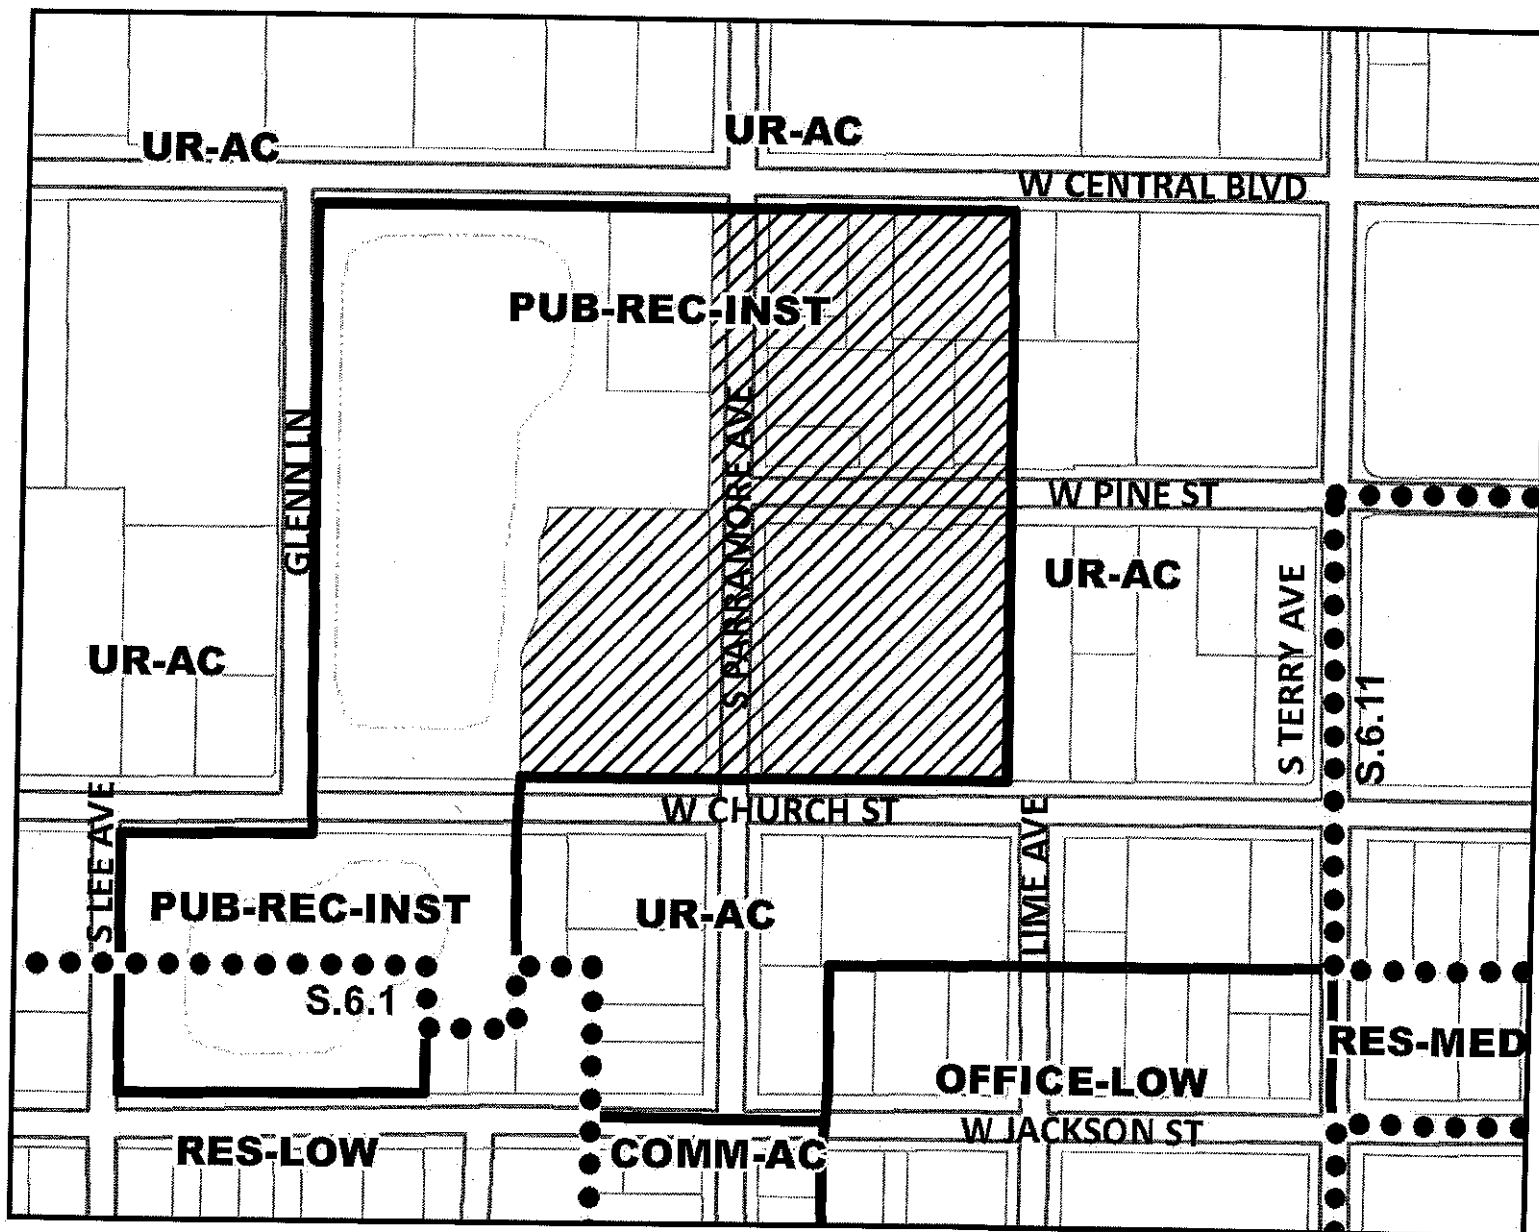 UR-AC
UR-AC
W CENTRAL BLVD
PUB-REC-INST
GLENN LN
S PARRAMORE AVE
W PINE ST
UR-AC
S TERRY AVE
UR-AC
S.6.11
S LEE AVE
W CHURCH ST
LIME AVE
PUB-REC-INST
UR-AC
S.6.1
RES-MED
OFFICE-LOW
W JACKSON ST
RES-LOW
COMM-AC